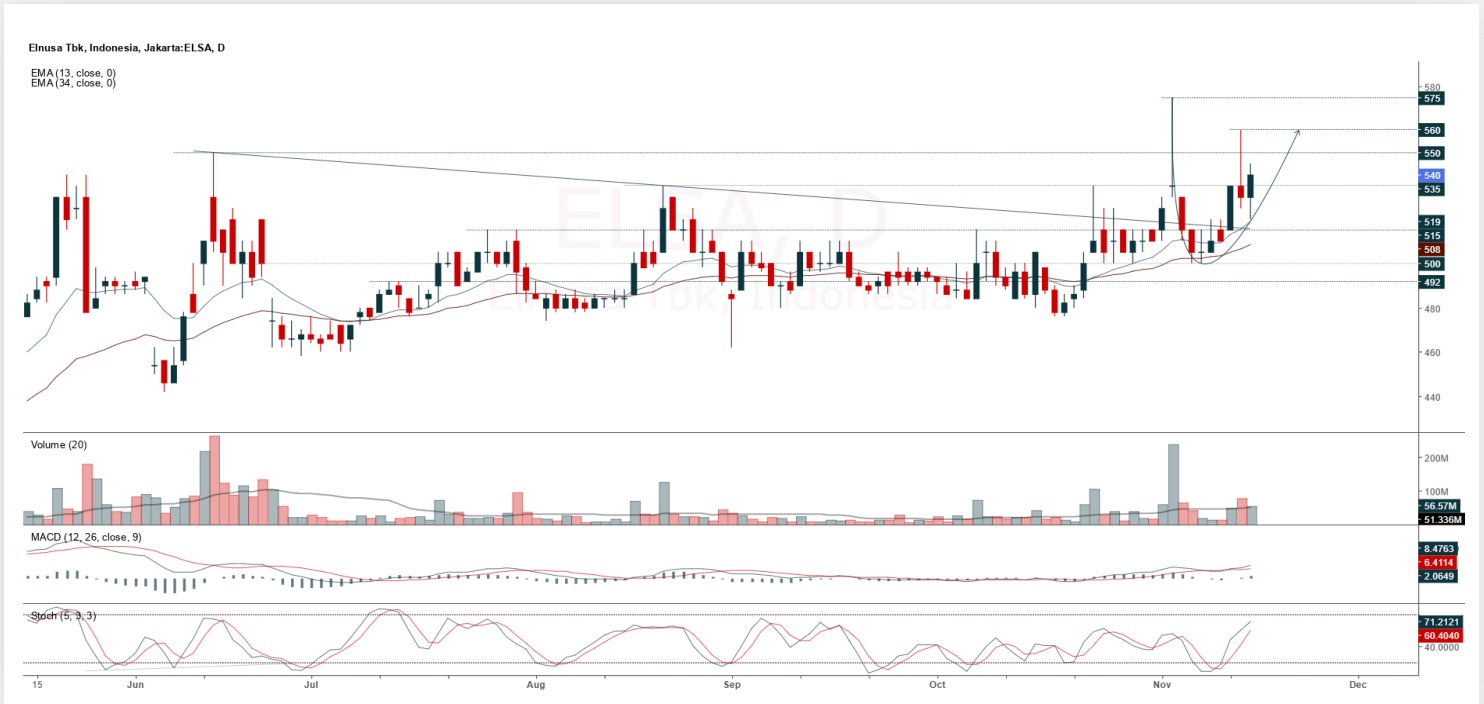 Elnusa Tbk, Indonesia, Jakarta:ELSA, D
EMA (13, close, 0)
EMA (34, close, 0)
ELSA, D
Elnusa Tbk, Indonesia
580
575
560
550
540
535
519
515
508
500
492
480
460
440
Volume (20)
200M
100M
56.57M
51.336M
MACD (12, 26, close, 9)
8.4763
6.4114
2.0649
Stoch (5, 3, 3)
71.2121
60.4040
40.0000
15 Jun Jul Aug Sep Oct Nov Dec